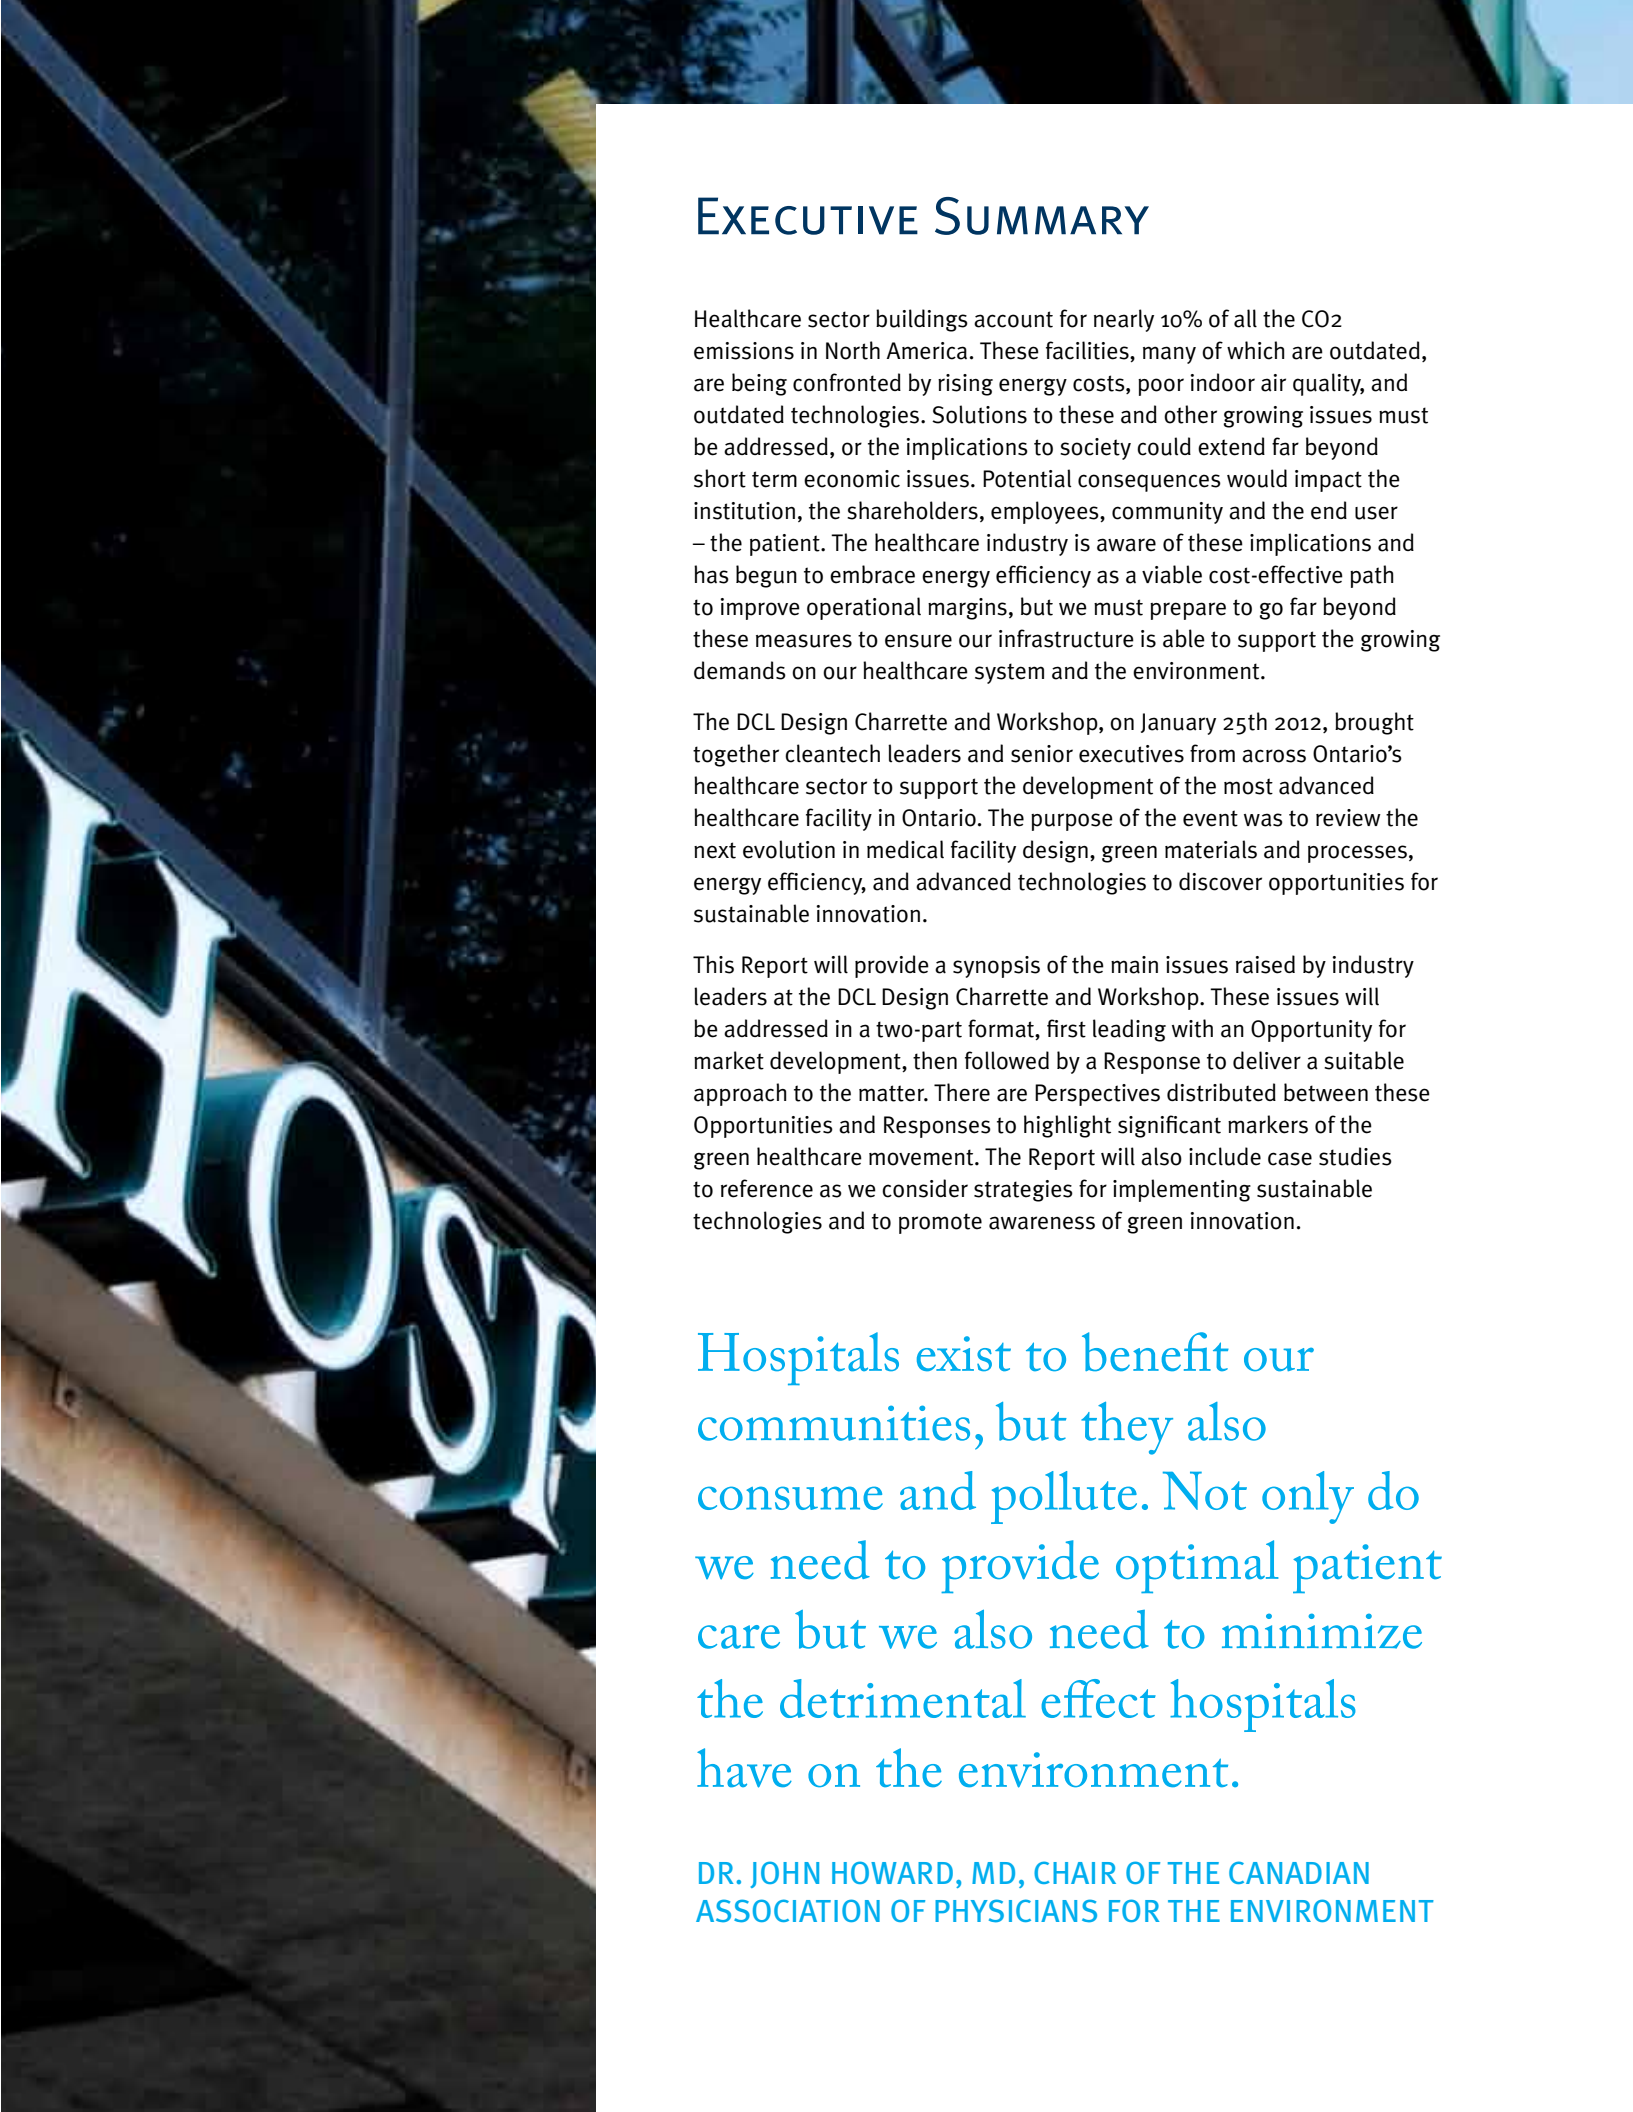 HOSP
EXECUTIVE SUMMARY
Healthcare sector buildings account for nearly 10% of all the CO2
emissions in North America. These facilities, many of which are outdated,
are being confronted by rising energy costs, poor indoor air quality, and
outdated technologies. Solutions to these and other growing issues must
be addressed, or the implications to society could extend far beyond
short term economic issues. Potential consequences would impact the
institution, the shareholders, employees, community and the end user
– the patient. The healthcare industry is aware of these implications and
has begun to embrace energy efficiency as a viable cost-effective path
to improve operational margins, but we must prepare to go far beyond
these measures to ensure our infrastructure is able to support the growing
demands on our healthcare system and the environment.
The DCL Design Charrette and Workshop, on January 25th 2012, brought
together cleantech leaders and senior executives from across Ontario’s
healthcare sector to support the development of the most advanced
healthcare facility in Ontario. The purpose of the event was to review the
next evolution in medical facility design, green materials and processes,
energy efficiency, and advanced technologies to discover opportunities for
sustainable innovation.
This Report will provide a synopsis of the main issues raised by industry
leaders at the DCL Design Charrette and Workshop. These issues will
be addressed in a two-part format, first leading with an Opportunity for
market development, then followed by a Response to deliver a suitable
approach to the matter. There are Perspectives distributed between these
Opportunities and Responses to highlight significant markers of the
green healthcare movement. The Report will also include case studies
to reference as we consider strategies for implementing sustainable
technologies and to promote awareness of green innovation.
Hospitals exist to benefit our
communities, but they also
consume and pollute. Not only do
we need to provide optimal patient
care but we also need to minimize
the detrimental effect hospitals
have on the environment.
DR. JOHN HOWARD, MD, CHAIR OF THE CANADIAN
ASSOCIATION OF PHYSICIANS FOR THE ENVIRONMENT